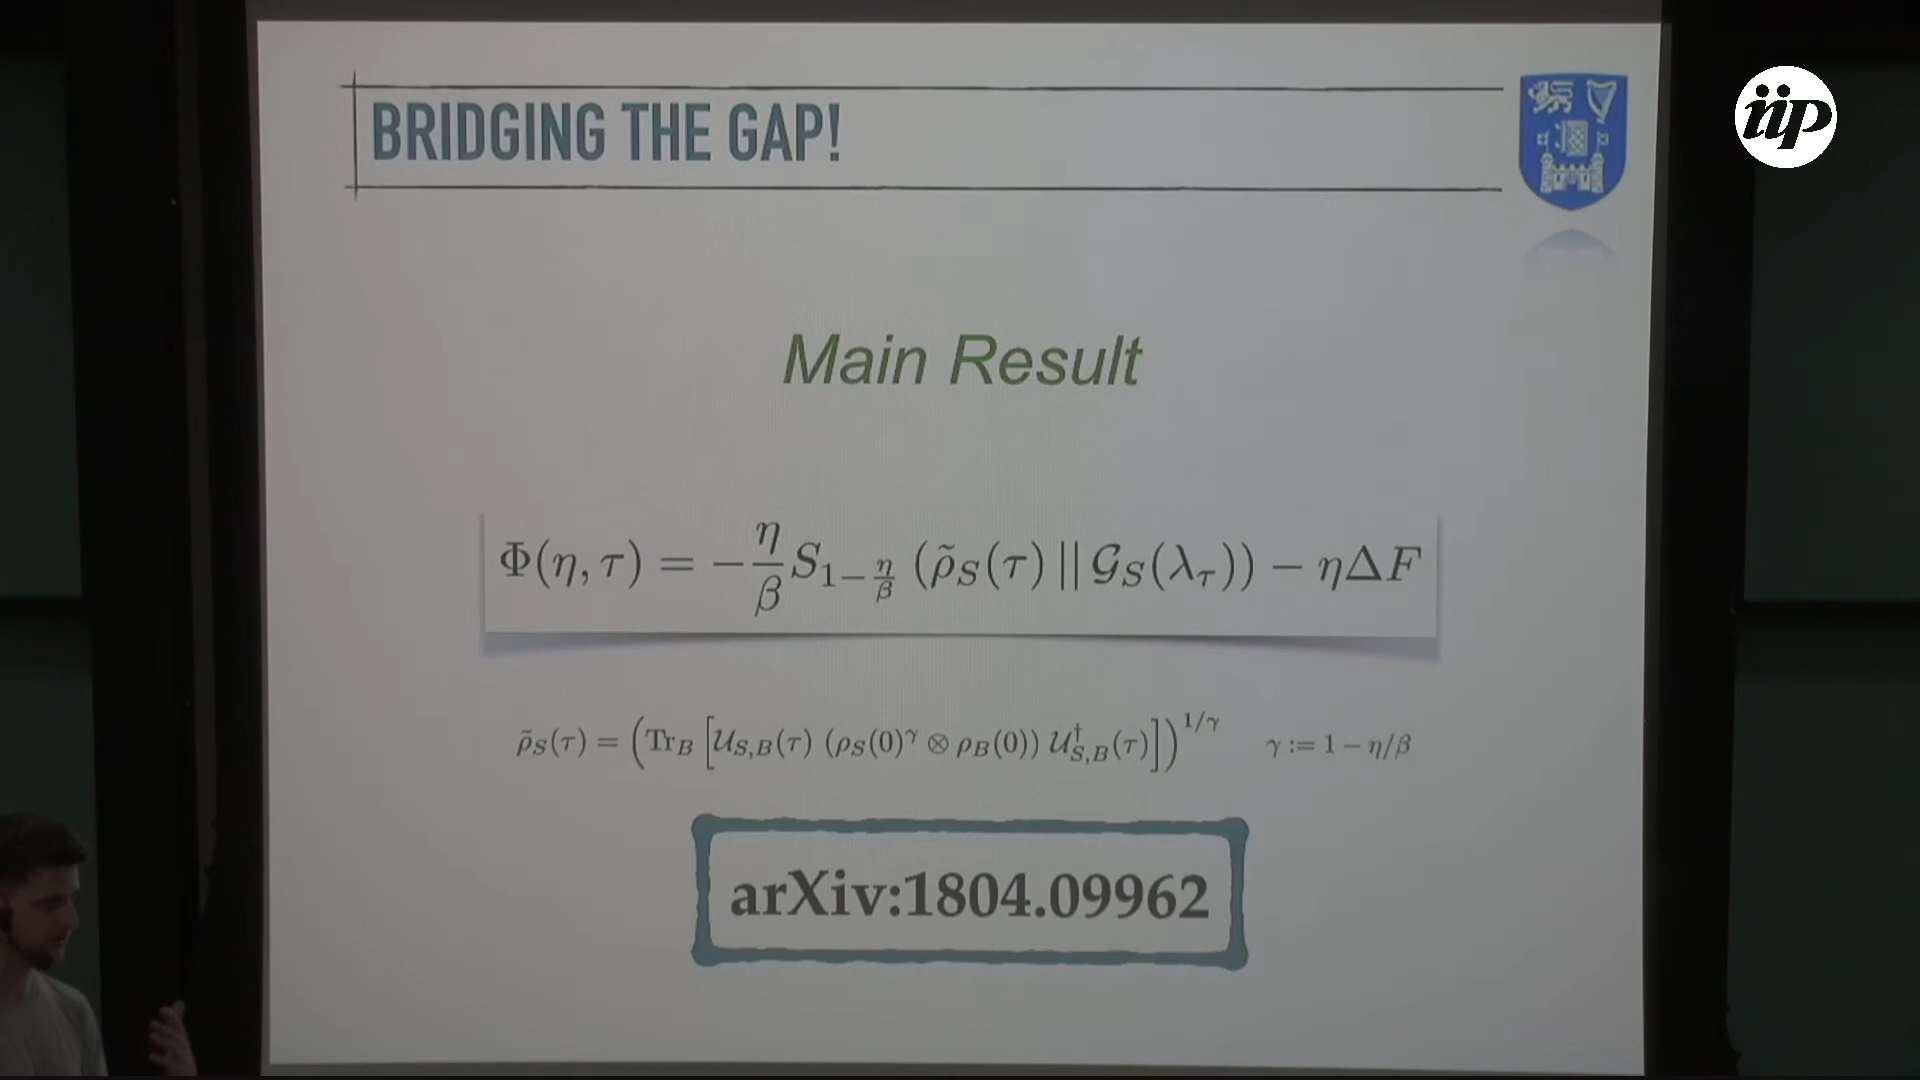 iip
BRIDGING THE GAP!
Main Result
Φ(η, τ) = −η/β S_{1−η/β} (ρ̃_S(τ) || 𝒢_S(λ_τ)) − ηΔF
ρ̃_S(τ) = (Tr_B [𝒰_{S,B}(τ) (ρ_S(0)^γ ⊗ ρ_B(0)) 𝒰†_{S,B}(τ)])^{1/γ} γ := 1 − η/β
arXiv:1804.09962